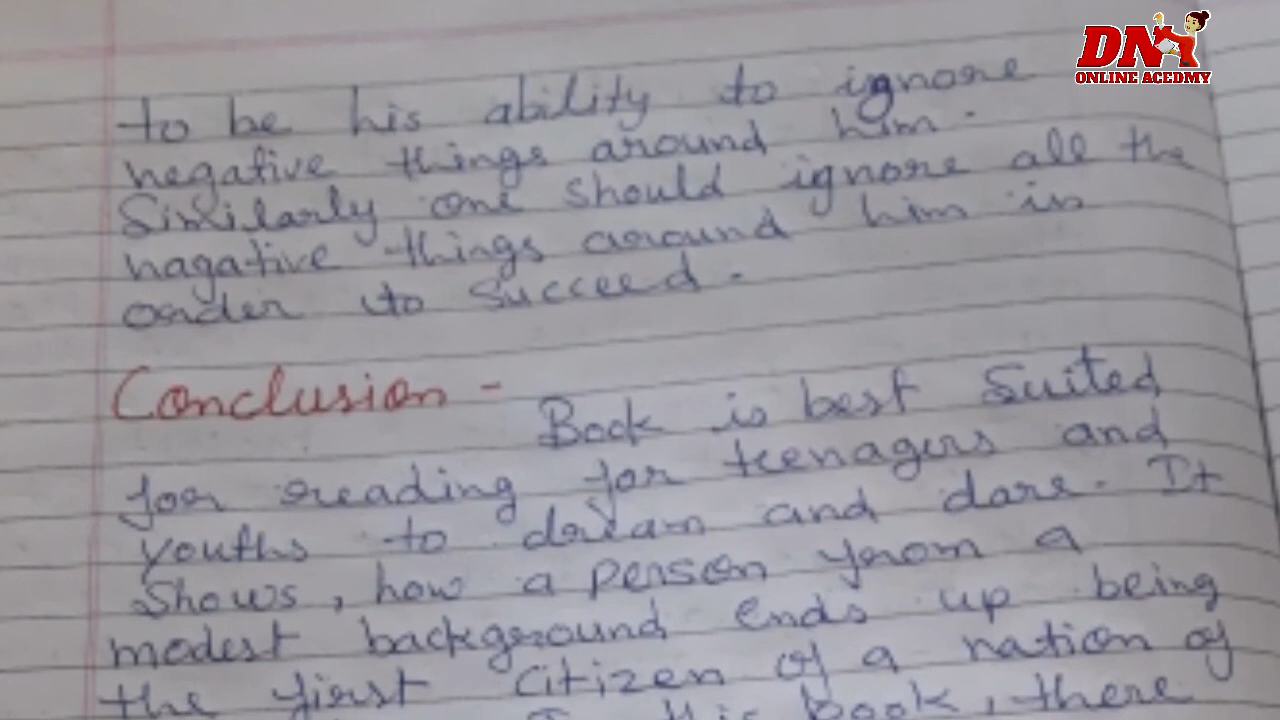 DNA
ONLINE ACEDMY
to be his ability to ignore
negative things around him.
Similarly one should ignore all the
nagative things around him in
order to succeed.
Conclusion - Book is best suited
for reading for teenagers and
youths to dream and dare. It
shows, how a person from a
modest background ends up being
the first citizen of a nation of
this book, there